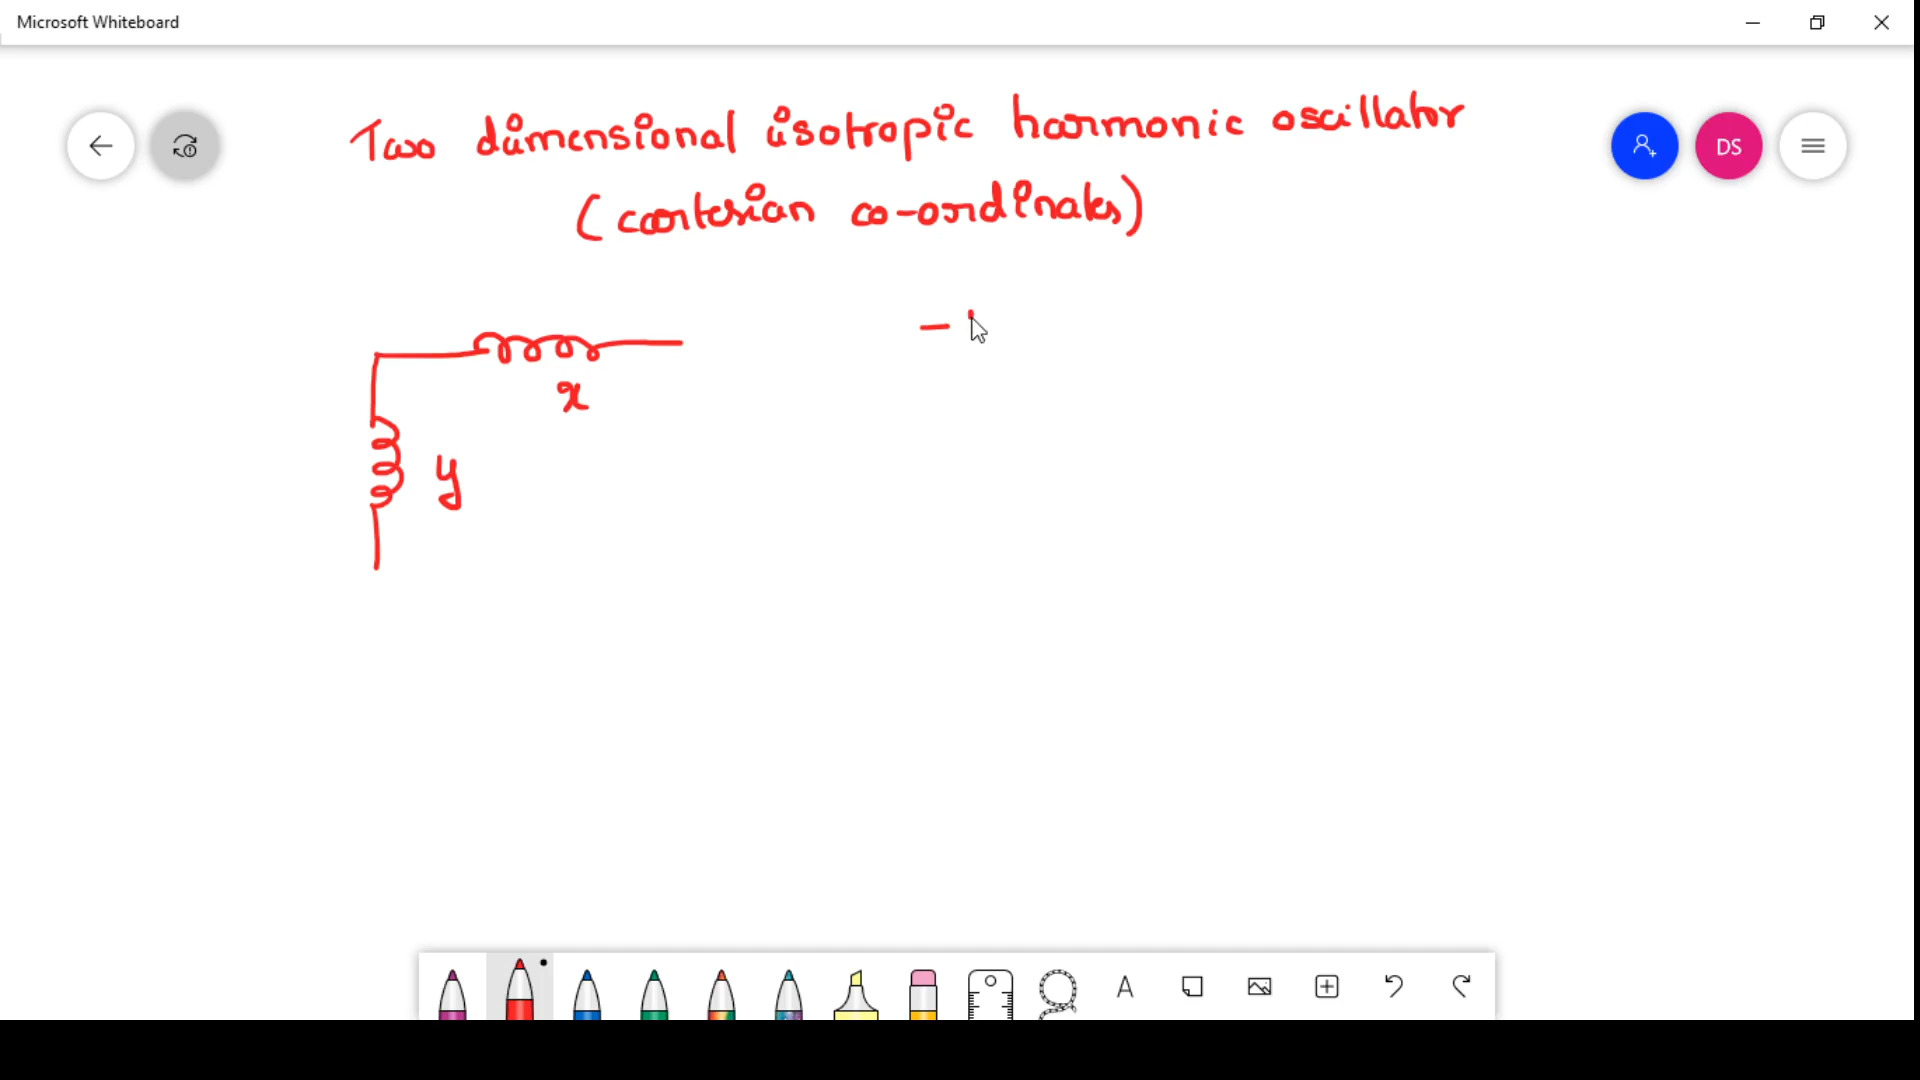 Microsoft Whiteboard
Two dimensional isotropic harmonic oscillator
(cartesian co-ordinates)
DS
x
y
-
A